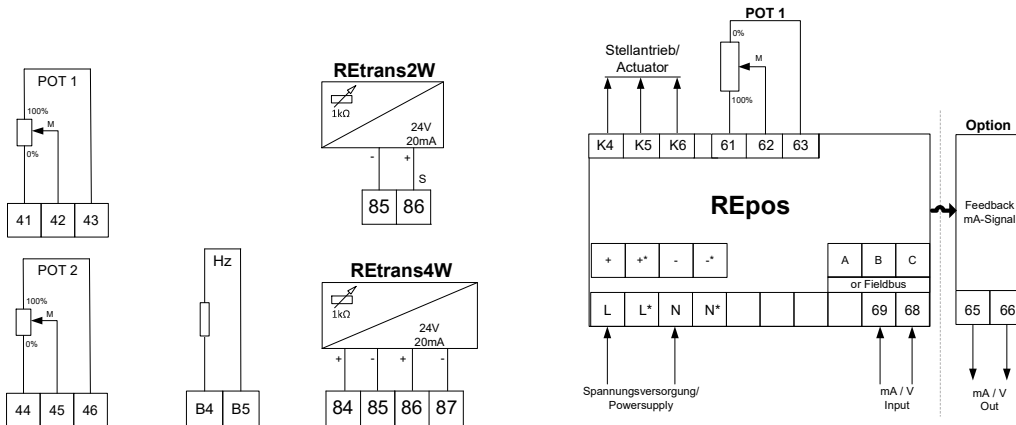 POT 1
100%
M
0%
41 42 43
POT 2
100%
M
0%
44 45 46
Hz
B4 B5
REtrans2W
1kΩ
24V
20mA
- +
S
85 86
REtrans4W
1kΩ
24V
20mA
+ - + -
84 85 86 87
POT 1
0%
M
100%
Stellantrieb/
Actuator
K4 K5 K6 61 62 63
REpos
+ +* - -* A B C
or Fieldbus
L L* N N* 69 68
Spannungsversorgung/
Powersupply
mA / V
Input
Option
Feedback
mA-Signal
65 66
mA / V
Out